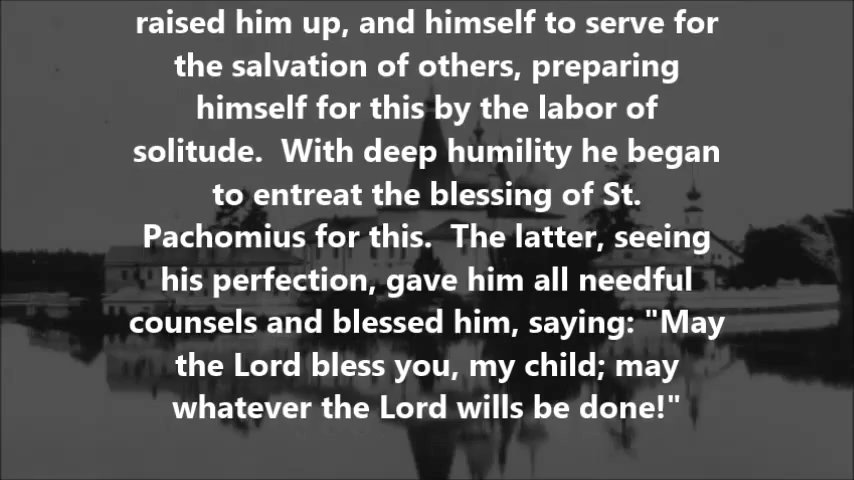 raised him up, and himself to serve for
the salvation of others, preparing
himself for this by the labor of
solitude.  With deep humility he began
to entreat the blessing of St.
Pachomius for this.  The latter, seeing
his perfection, gave him all needful
counsels and blessed him, saying: "May
the Lord bless you, my child; may
whatever the Lord wills be done!"